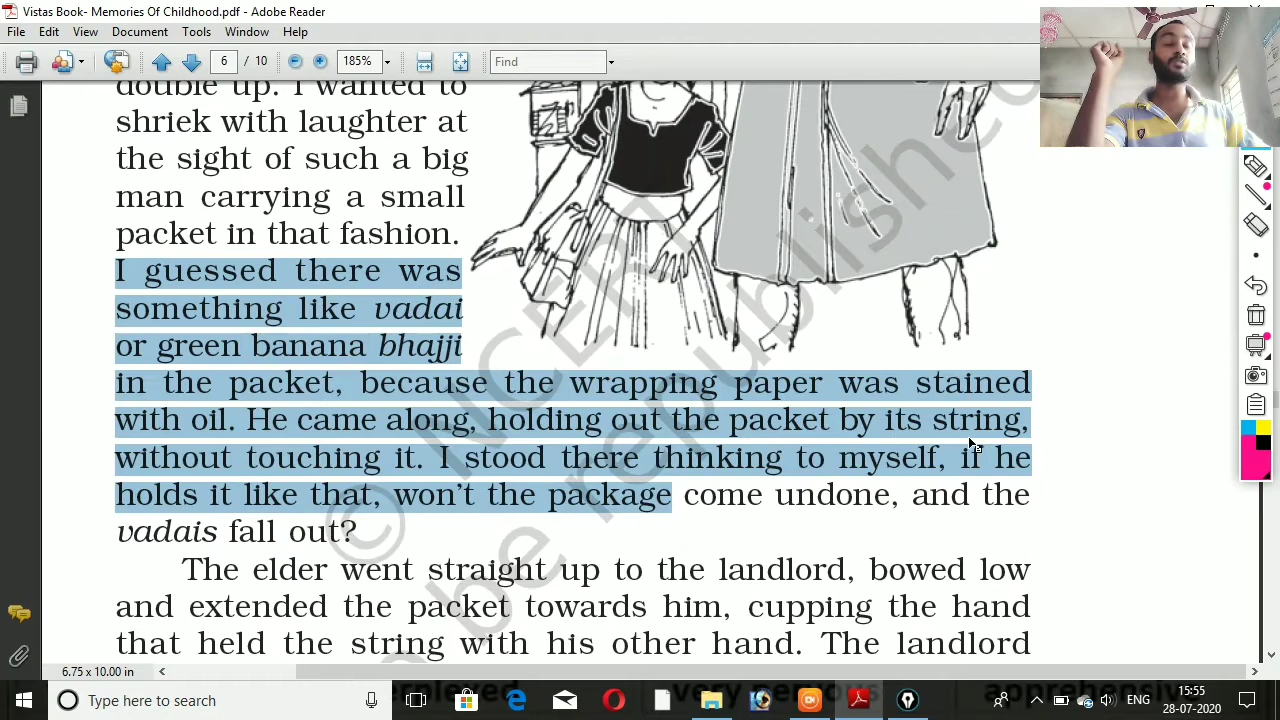 Vistas Book- Memories Of Childhood.pdf - Adobe Reader
File Edit View Document Tools Window Help
6 / 10 185% Find
double up. I wanted to
shriek with laughter at
the sight of such a big
man carrying a small
packet in that fashion.
I guessed there was
something like vadai
or green banana bhajji
in the packet, because the wrapping paper was stained
with oil. He came along, holding out the packet by its string,
without touching it. I stood there thinking to myself, if he
holds it like that, won't the package come undone, and the
vadais fall out?
The elder went straight up to the landlord, bowed low
and extended the packet towards him, cupping the hand
that held the string with his other hand. The landlord
© NCERT
be republished
6.75 x 10.00 in
very nervous
Type here to search
ENG
15:55
28-07-2020